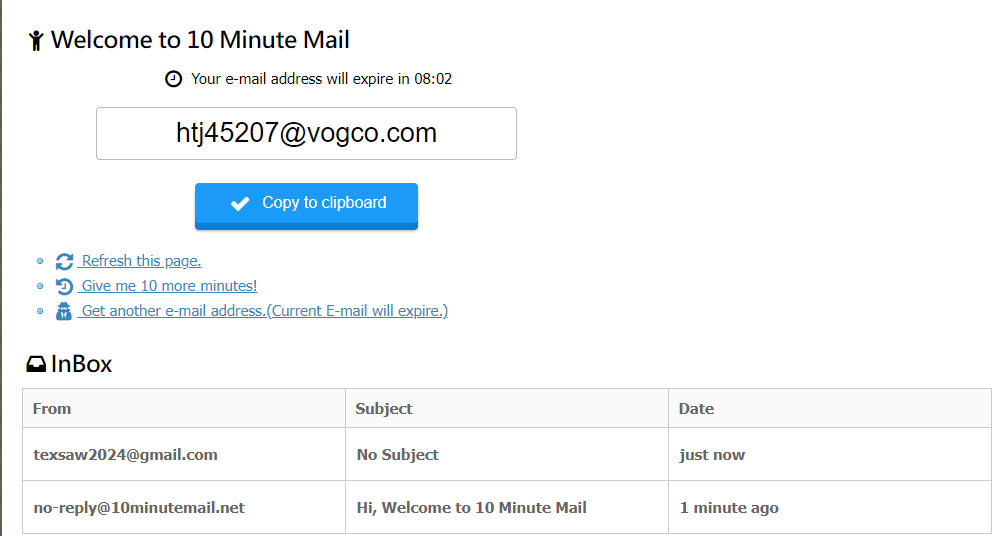 Welcome to 10 Minute Mail
Your e-mail address will expire in 08:02
htj45207@vogco.com
Copy to clipboard
Refresh this page.
Give me 10 more minutes!
Get another e-mail address.(Current E-mail will expire.)
InBox
From Subject Date
texsaw2024@gmail.com No Subject just now
no-reply@10minutemail.net Hi, Welcome to 10 Minute Mail 1 minute ago